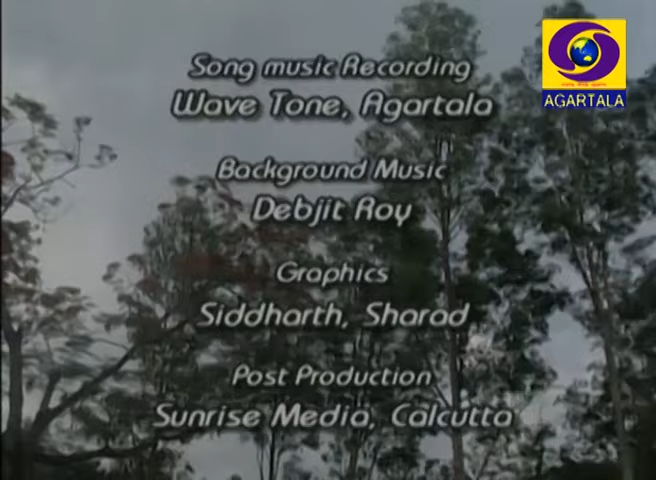 Song music Recording
Wave Tone, Agartala
Background Music
Debjit Roy
Graphics
Siddharth, Sharad
Post Production
Sunrise Media, Calcutta
AGARTALA